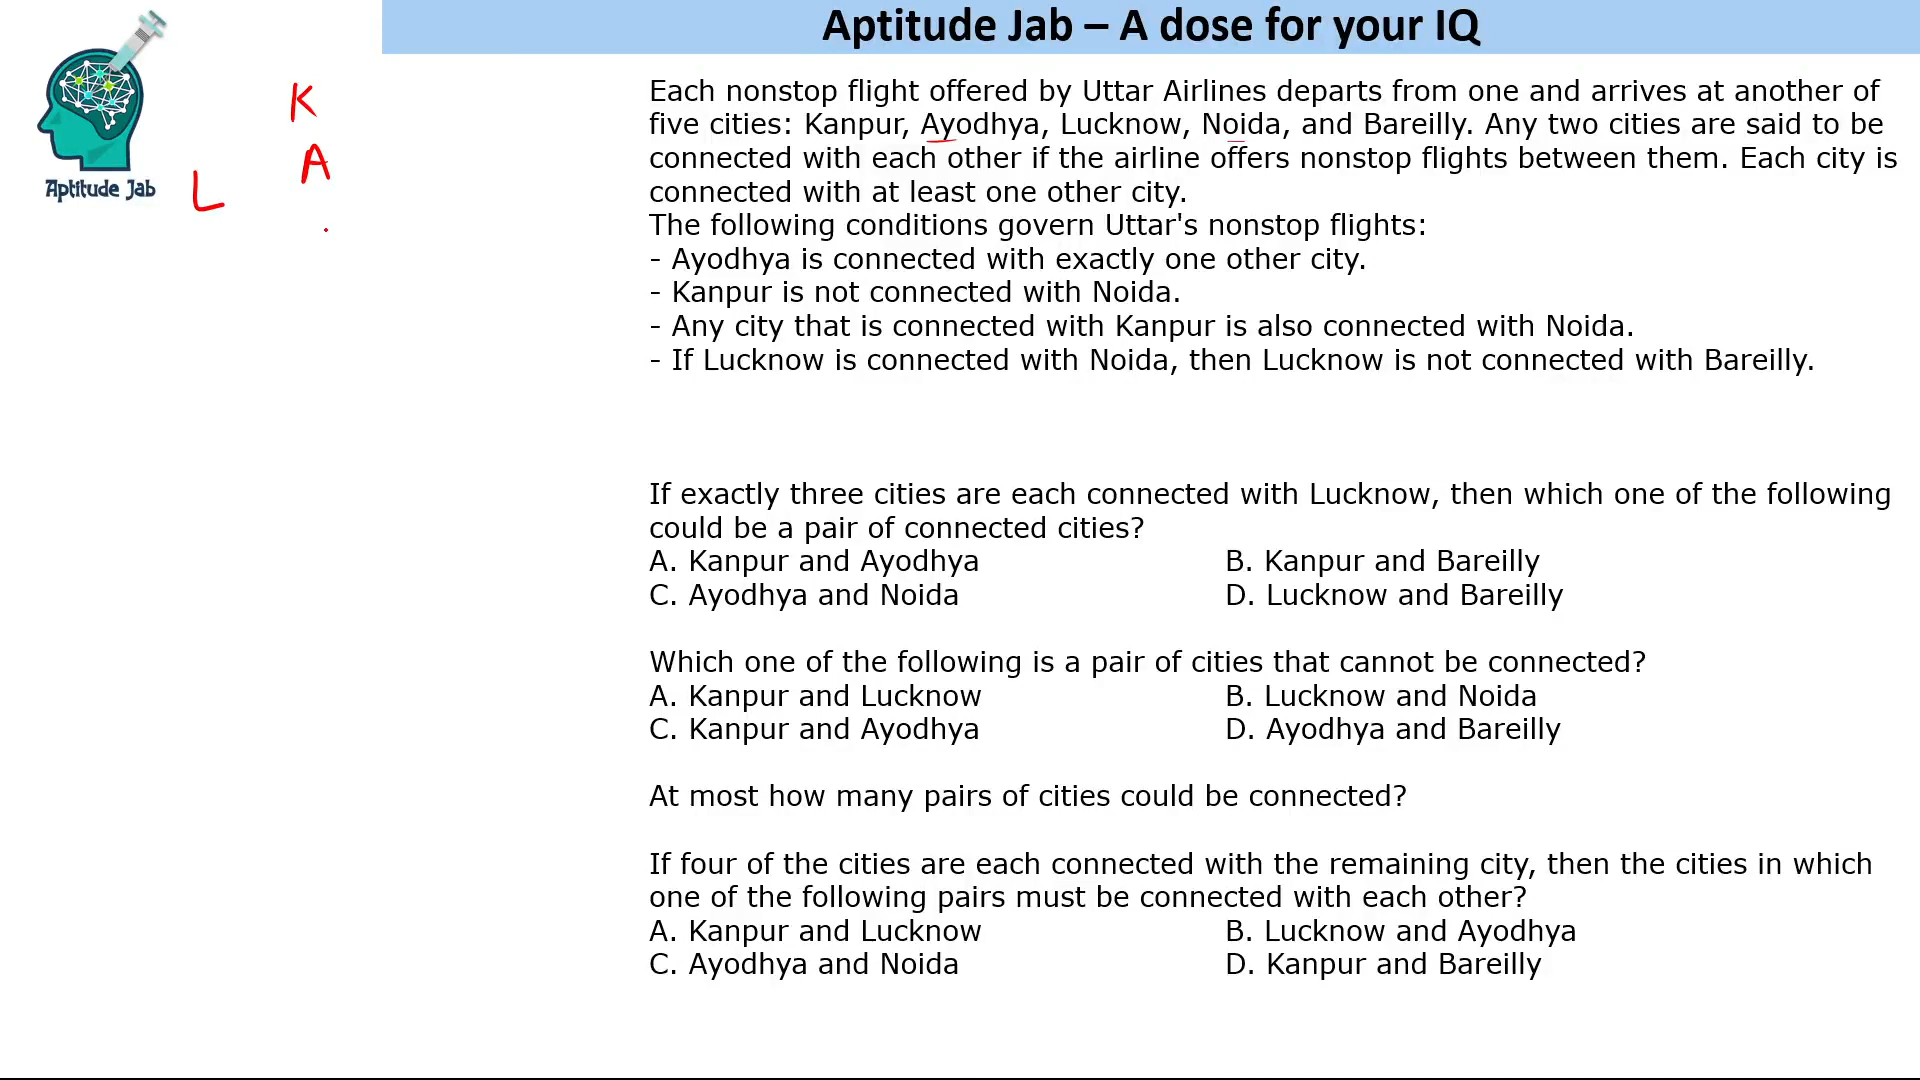 Aptitude Jab – A dose for your IQ
Aptitude Jab
K
A
L
Each nonstop flight offered by Uttar Airlines departs from one and arrives at another of
five cities: Kanpur, Ayodhya, Lucknow, Noida, and Bareilly. Any two cities are said to be
connected with each other if the airline offers nonstop flights between them. Each city is
connected with at least one other city.
The following conditions govern Uttar's nonstop flights:
- Ayodhya is connected with exactly one other city.
- Kanpur is not connected with Noida.
- Any city that is connected with Kanpur is also connected with Noida.
- If Lucknow is connected with Noida, then Lucknow is not connected with Bareilly.
If exactly three cities are each connected with Lucknow, then which one of the following
could be a pair of connected cities?
A. Kanpur and Ayodhya B. Kanpur and Bareilly
C. Ayodhya and Noida D. Lucknow and Bareilly
Which one of the following is a pair of cities that cannot be connected?
A. Kanpur and Lucknow B. Lucknow and Noida
C. Kanpur and Ayodhya D. Ayodhya and Bareilly
At most how many pairs of cities could be connected?
If four of the cities are each connected with the remaining city, then the cities in which
one of the following pairs must be connected with each other?
A. Kanpur and Lucknow B. Lucknow and Ayodhya
C. Ayodhya and Noida D. Kanpur and Bareilly